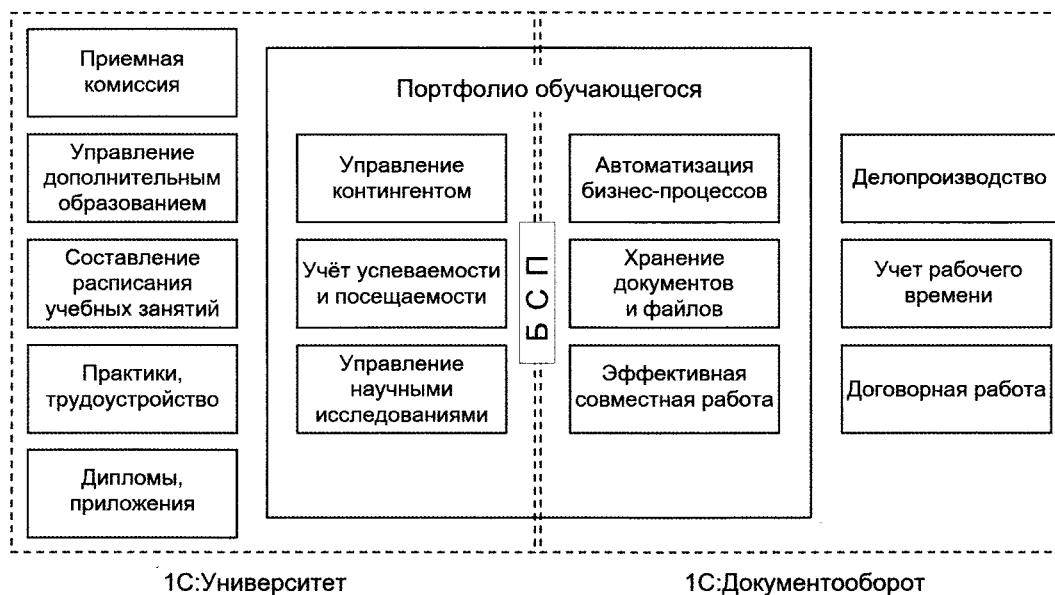 Приемная
комиссия
Управление
дополнительным
образованием
Составление
расписания
учебных занятий
Практики,
трудоустройство
Дипломы,
приложения
Портфолио обучающегося
Управление
контингентом
Учёт успеваемости
и посещаемости
Управление
научными
исследованиями
БСП
Автоматизация
бизнес-процессов
Хранение
документов
и файлов
Эффективная
совместная работа
Делопроизводство
Учет рабочего
времени
Договорная работа
1С:Университет
1С:Документооборот